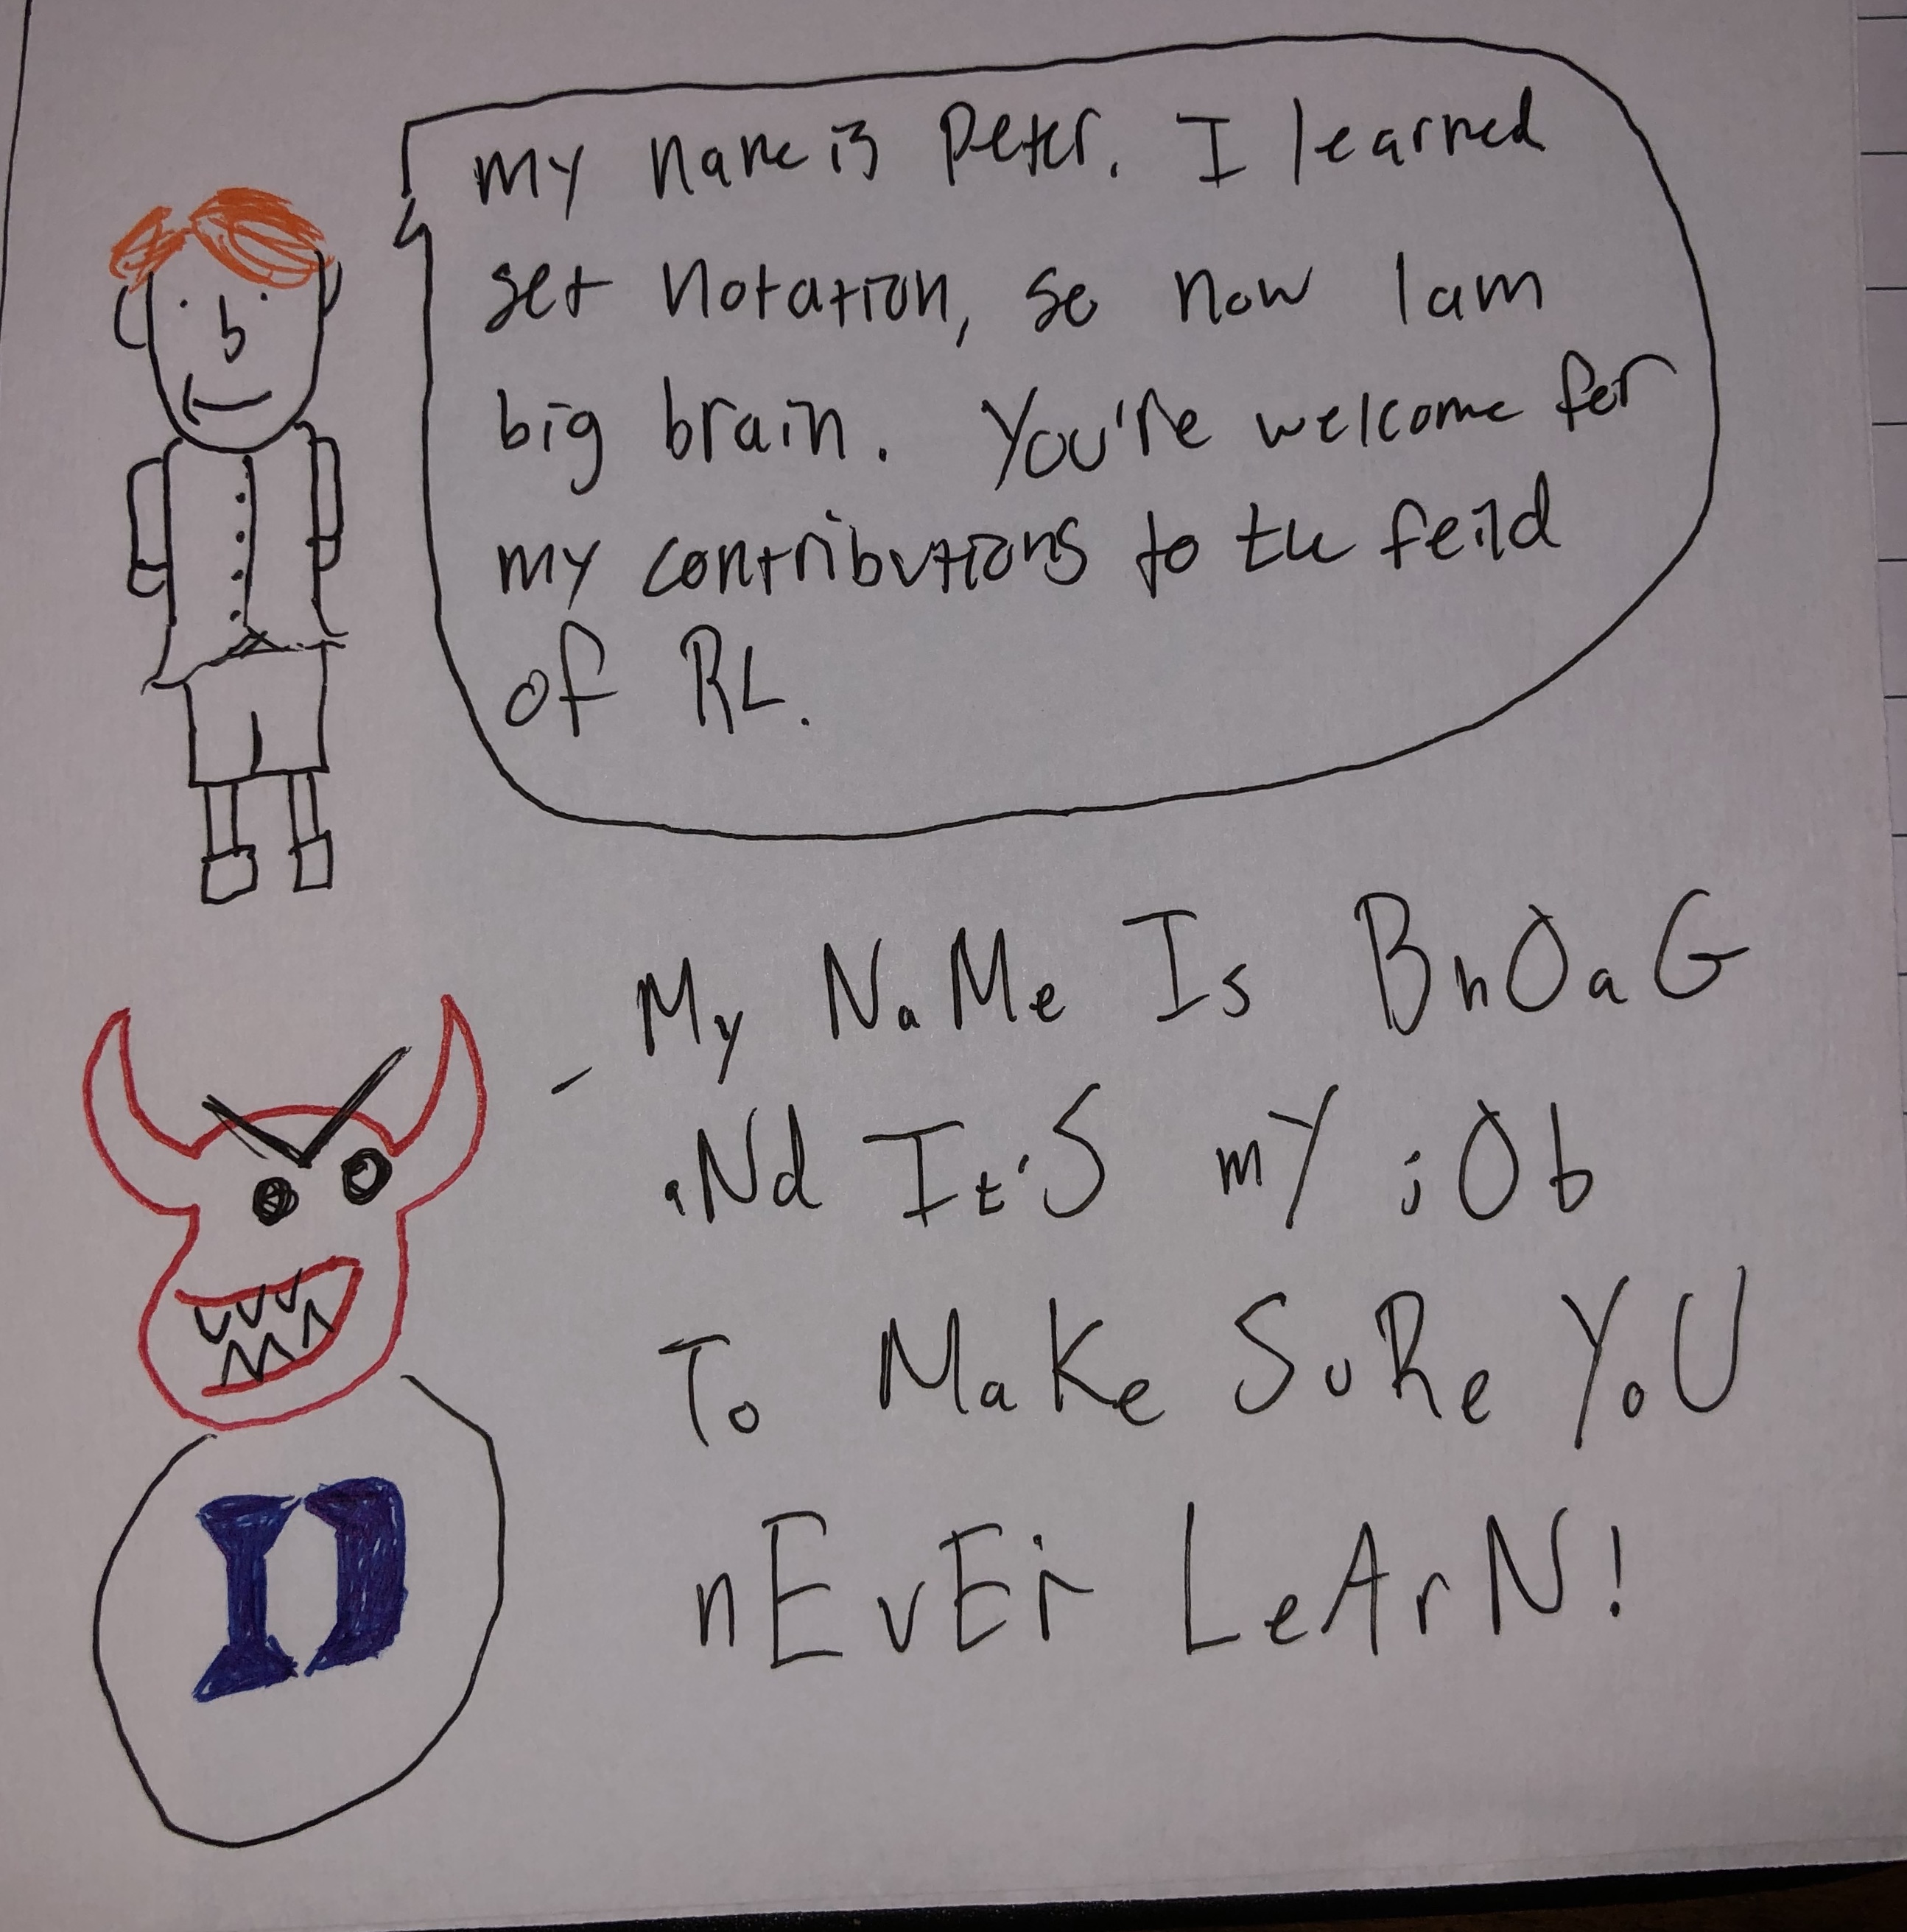 my name is Peter. I learned
set notation, so now I am
big brain. You're welcome for
my contributions to the feild
of RL.
My NaMe Is BnOaG
aNd It'S mY jOb
To MaKe SuRe YoU
nEvEr LeArN!
D